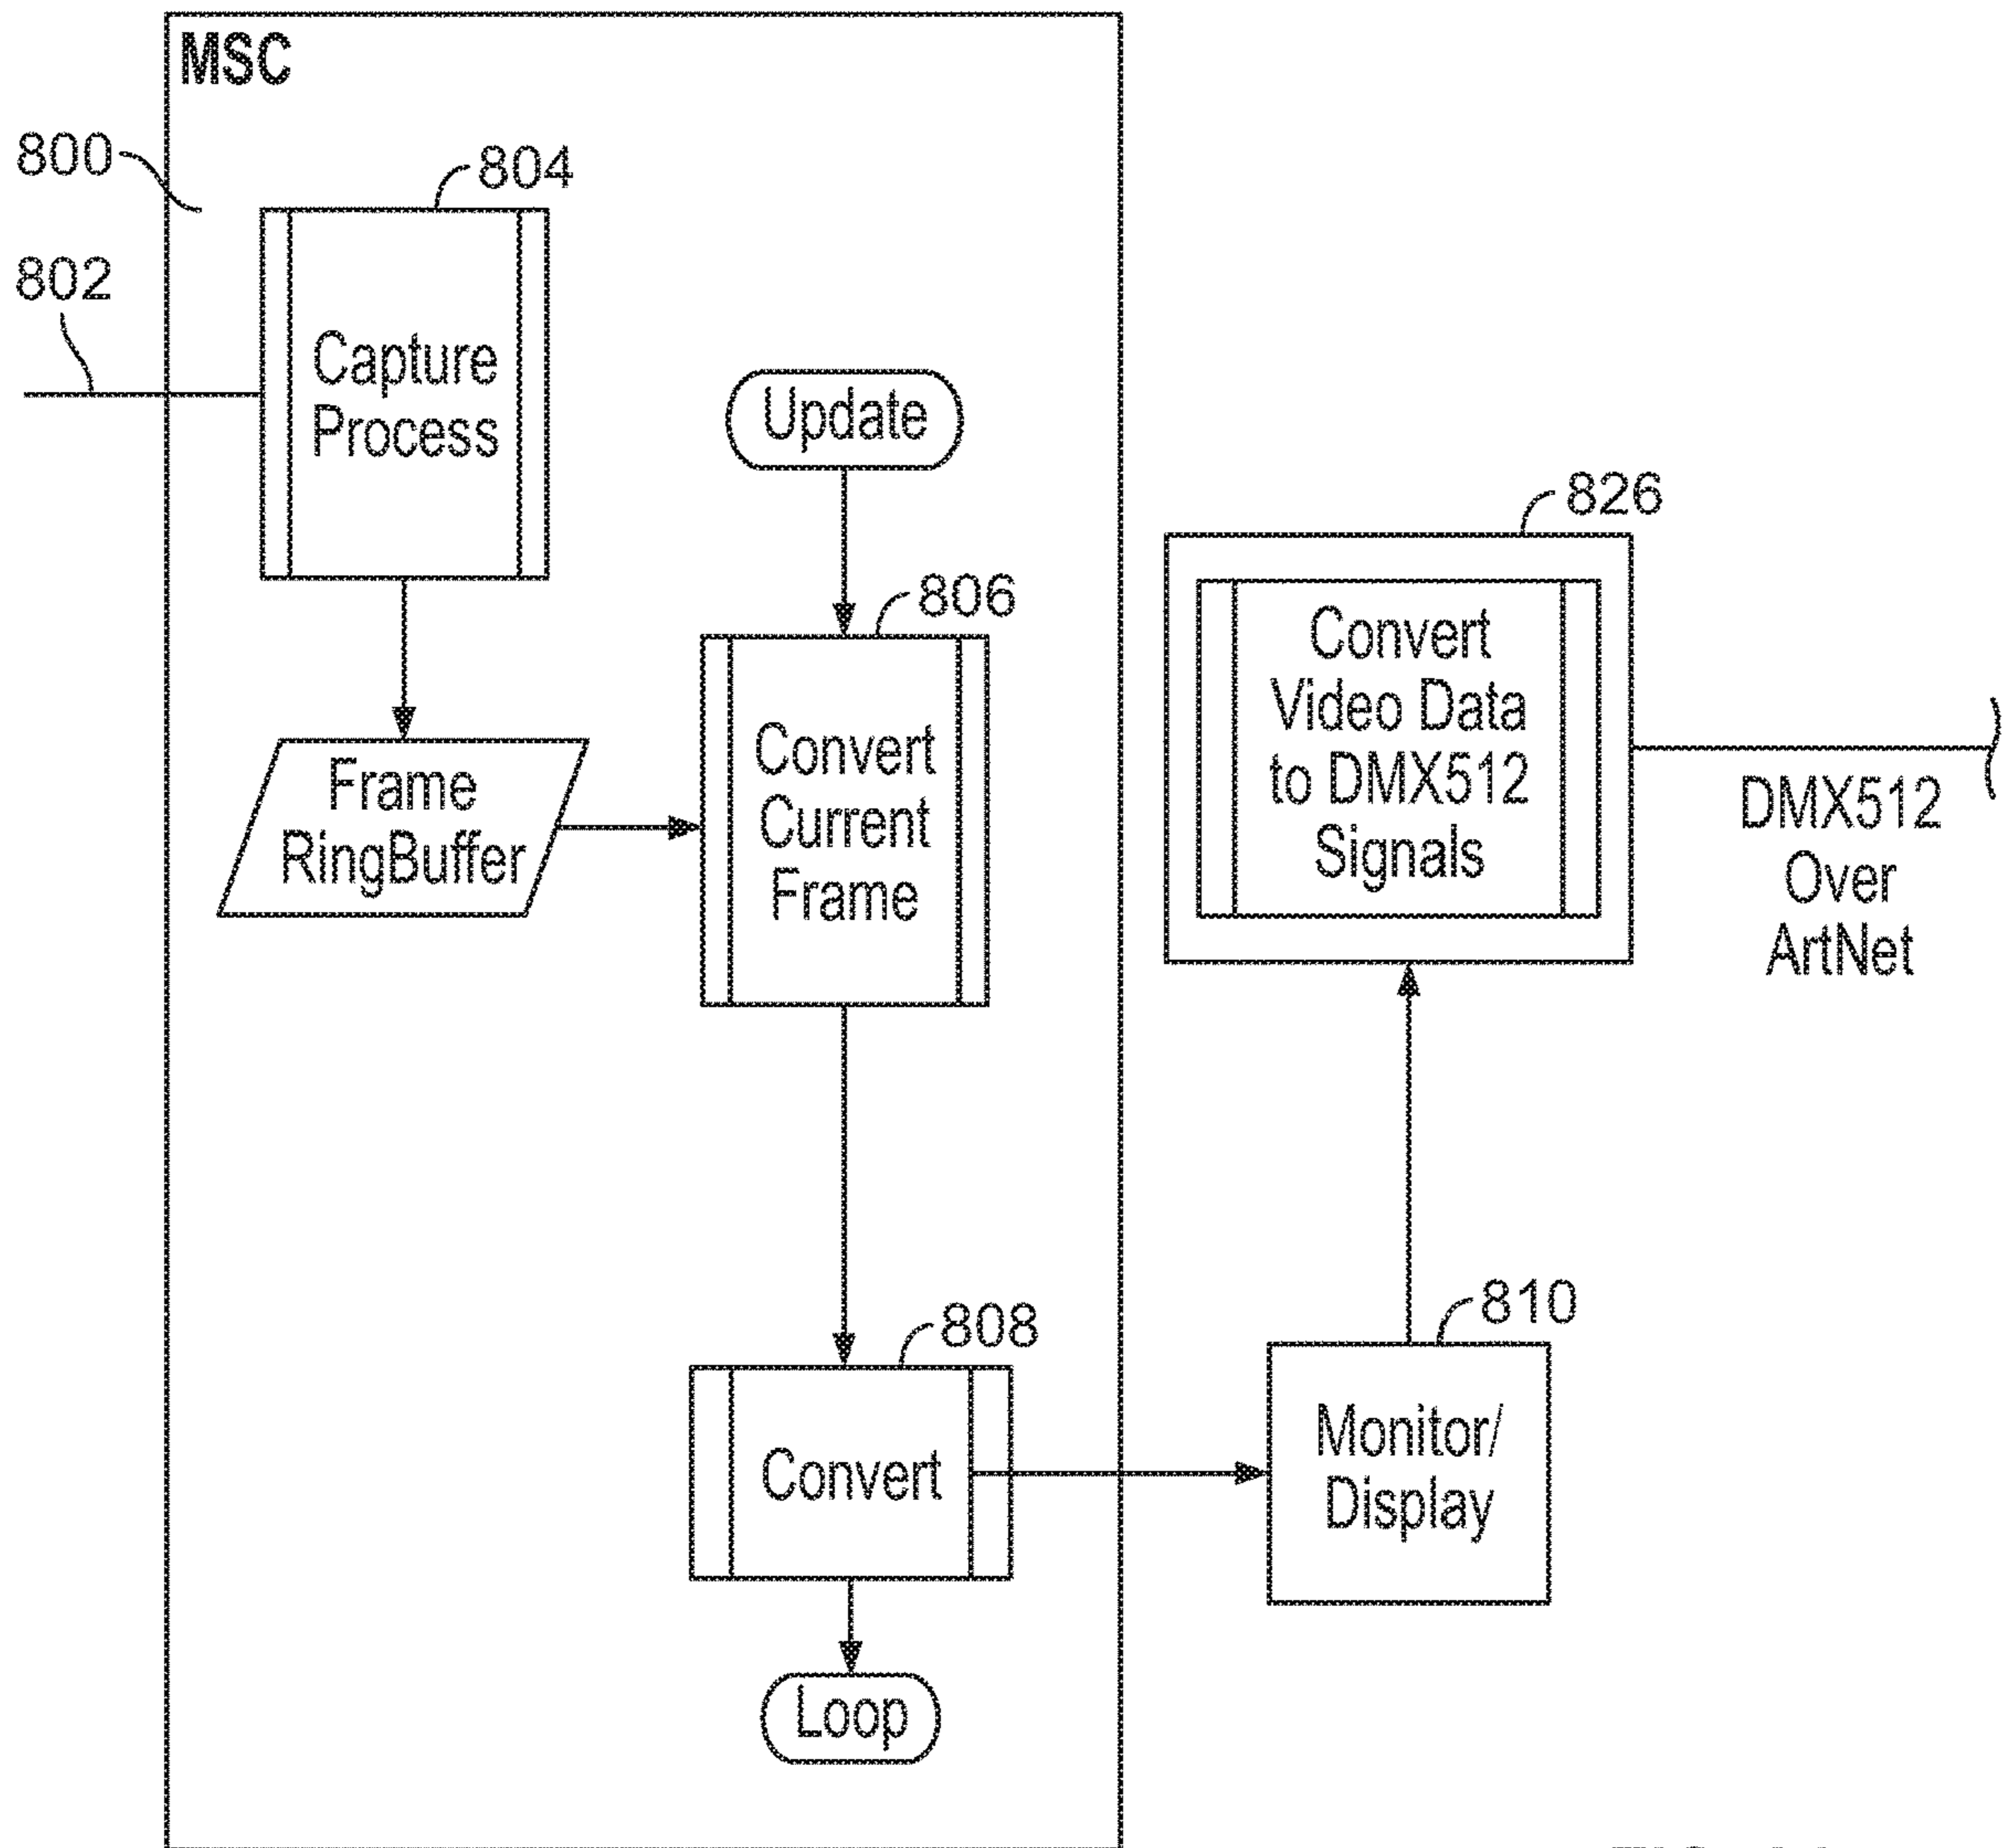 MSC
800
804
802
Capture
Process
Update
826
806
Convert
Video Data
to DMX512
Signals
Convert
Current
Frame
Frame
RingBuffer
DMX512
Over
ArtNet
808
810
Convert
Monitor/
Display
Loop